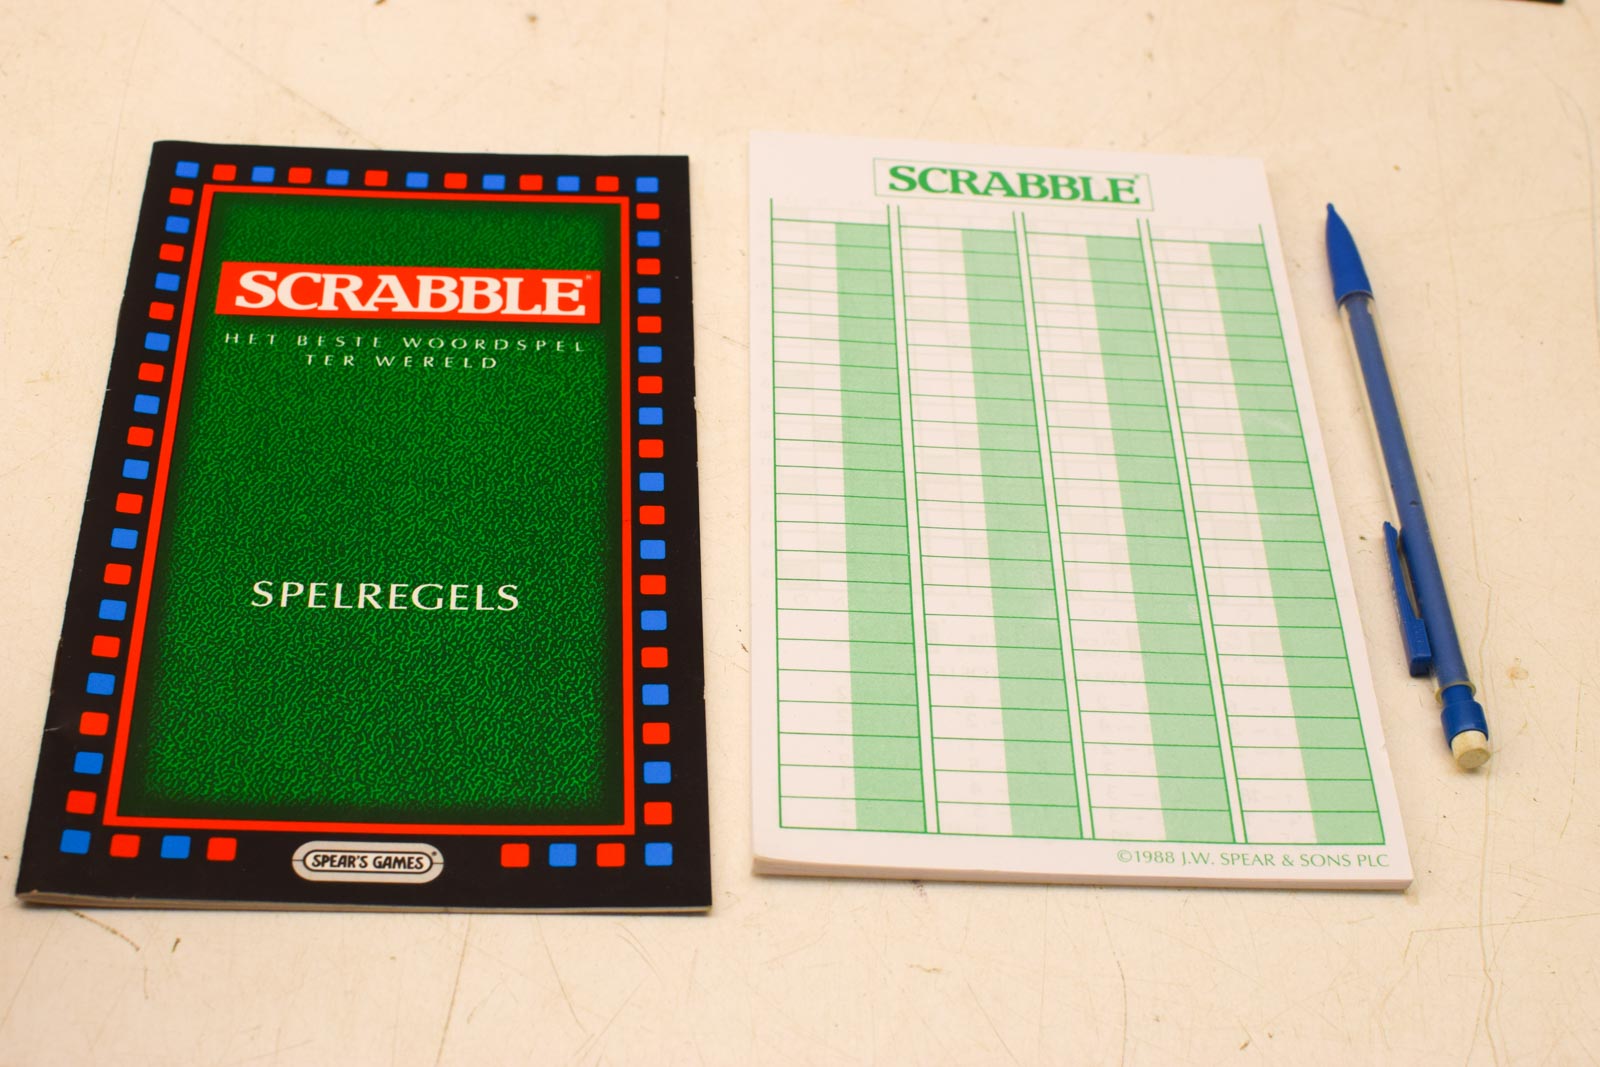 SCRABBLE
HET BESTE WOORDSPEL
TER WERELD
SPELREGELS
SPEAR'S GAMES
SCRABBLE
©1988 J.W. SPEAR & SONS PLC